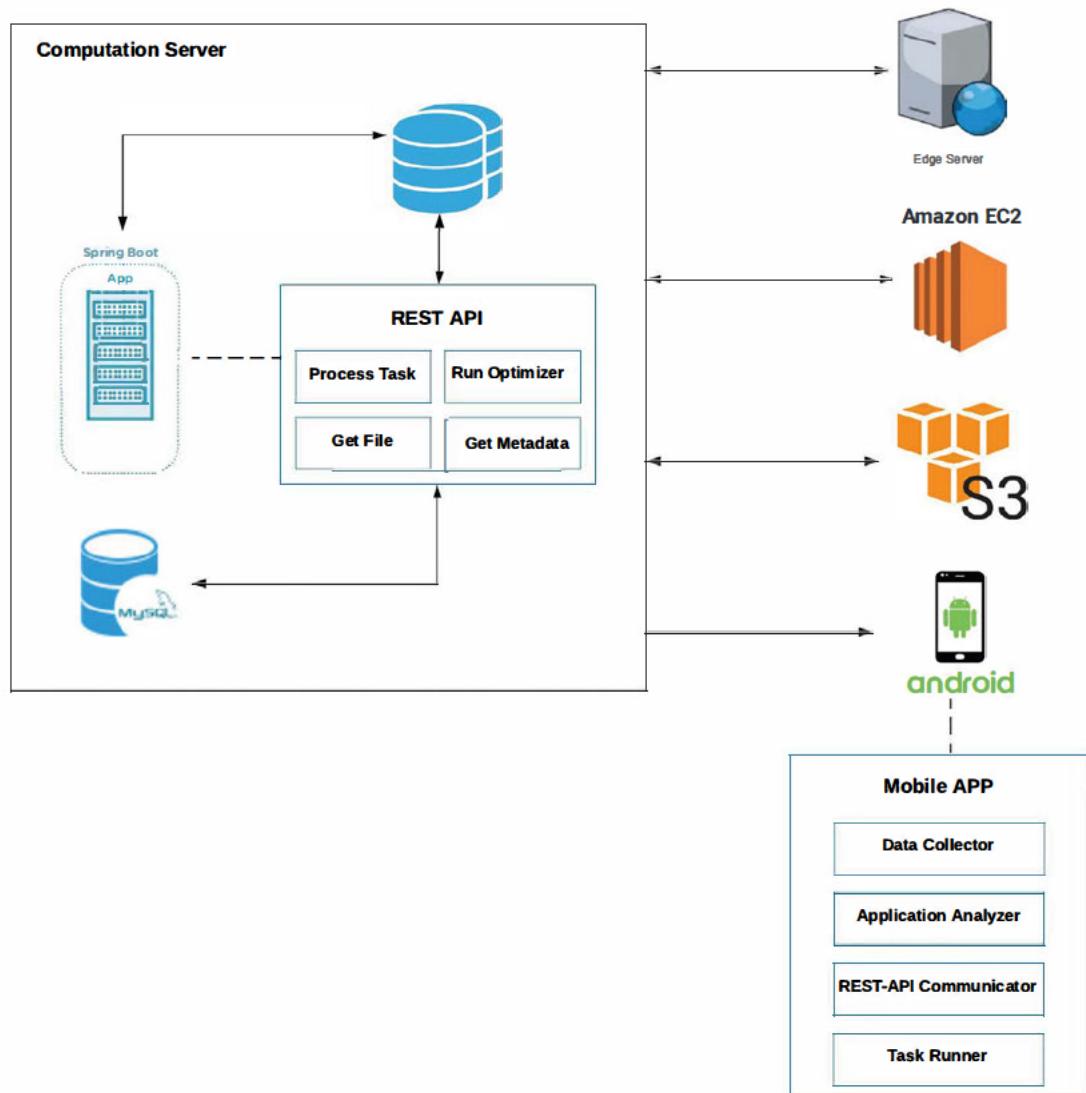 Computation Server
Spring Boot
App
REST API
Process Task
Run Optimizer
Get File
Get Metadata
MySQL
Edge Server
Amazon EC2
S3
android
Mobile APP
Data Collector
Application Analyzer
REST-API Communicator
Task Runner